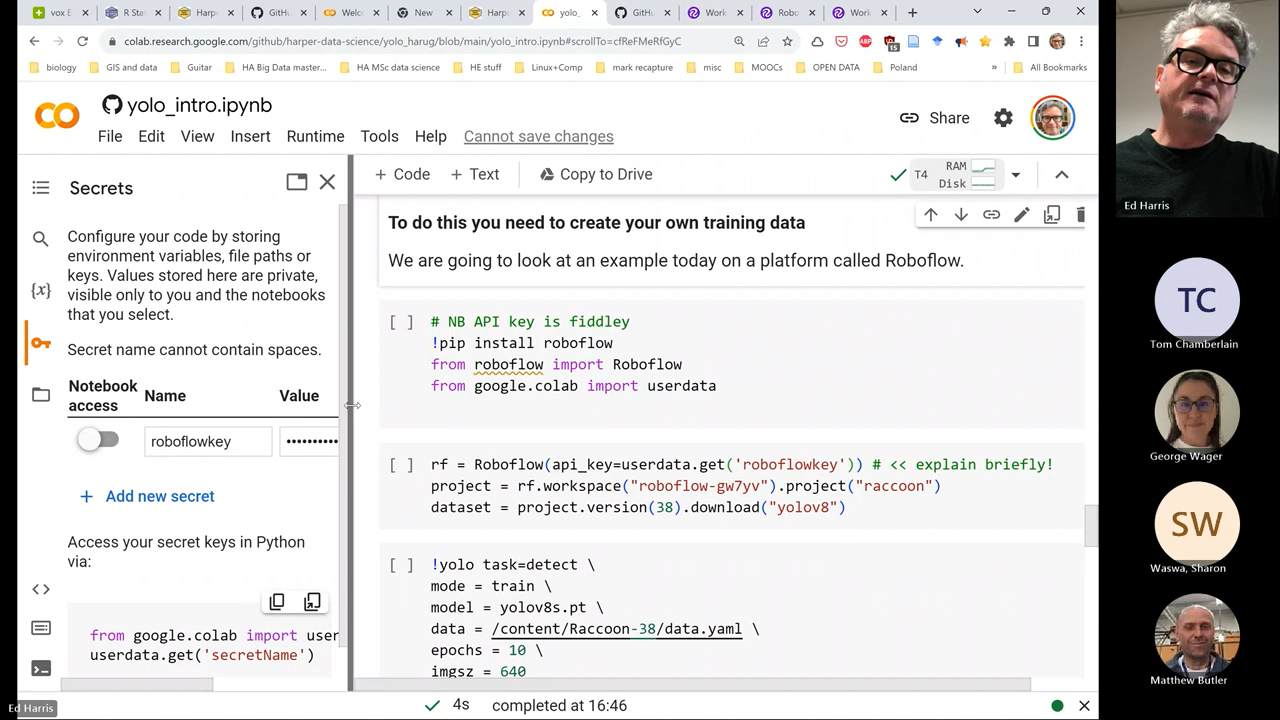 vox E
R Sta
Harpe
GitHu
Welc
New
Harp
yolo_
GitHu
Work
Robo
Work
colab.research.google.com/github/harper-data-science/yolo_harug/blob/main/yolo_intro.ipynb#scrollTo=cfReFMeRfGyC
ABP
15
biology
GIS and data
Guitar
HA Big Data master...
HA MSc data science
HE stuff
Linux+Comp
mark recapture
misc
MOOCs
OPEN DATA
Poland
»
All Bookmarks
CO
yolo_intro.ipynb
File
Edit
View
Insert
Runtime
Tools
Help
Cannot save changes
Share
Secrets
Configure your code by storing
environment variables, file paths or
keys. Values stored here are private,
visible only to you and the notebooks
that you select.
Secret name cannot contain spaces.
Notebook
access
Name
Value
roboflowkey
••••••••••
+ Add new secret
Access your secret keys in Python
via:
from google.colab import user
userdata.get('secretName')
{x}
<>
+ Code
+ Text
Copy to Drive
T4
RAM
Disk
To do this you need to create your own training data
We are going to look at an example today on a platform called Roboflow.
[ ]
# NB API key is fiddley
!pip install roboflow
from roboflow import Roboflow
from google.colab import userdata
[ ]
rf = Roboflow(api_key=userdata.get('roboflowkey')) # << explain briefly!
project = rf.workspace("roboflow-gw7yv").project("raccoon")
dataset = project.version(38).download("yolov8")
[ ]
!yolo task=detect \
mode = train \
model = yolov8s.pt \
data = /content/Raccoon-38/data.yaml \
epochs = 10 \
imgsz = 640
4s
completed at 16:46
Ed Harris
Ed Harris
TC
Tom Chamberlain
George Wager
SW
Waswa, Sharon
Matthew Butler